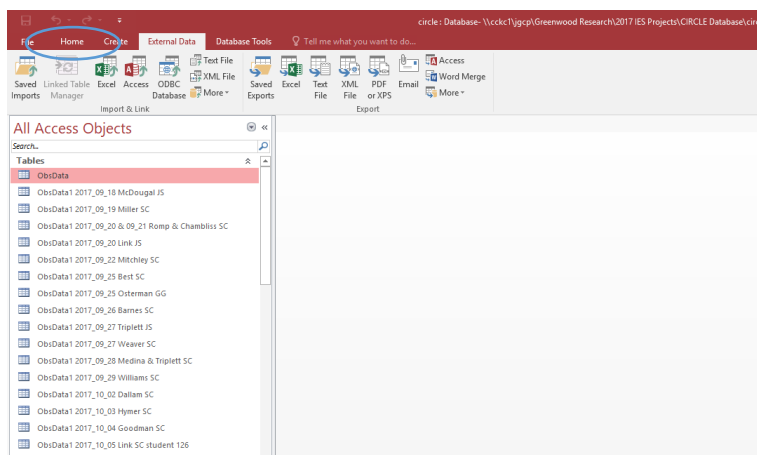 circle : Database- \\cckc1\jgcp\Greenwood Research\2017 IES Projects\CIRCLE Database\circ
File Home Create External Data Database Tools Tell me what you want to do...
Saved Imports
Linked Table Manager
Excel
Access
ODBC Database
Text File
XML File
More
Import & Link
Saved Exports
Excel
Text File
XML File
PDF or XPS
Email
Access
Word Merge
More
Export
All Access Objects
Search...
Tables
ObsData
ObsData1 2017_09_18 McDougal JS
ObsData1 2017_09_19 Miller SC
ObsData1 2017_09_20 & 09_21 Romp & Chambliss SC
ObsData1 2017_09_20 Link JS
ObsData1 2017_09_22 Mitchley SC
ObsData1 2017_09_25 Best SC
ObsData1 2017_09_25 Osterman GG
ObsData1 2017_09_26 Barnes SC
ObsData1 2017_09_27 Triplett JS
ObsData1 2017_09_27 Weaver SC
ObsData1 2017_09_28 Medina & Triplett SC
ObsData1 2017_09_29 Williams SC
ObsData1 2017_10_02 Dallam SC
ObsData1 2017_10_03 Hymer SC
ObsData1 2017_10_04 Goodman SC
ObsData1 2017_10_05 Link SC student 126